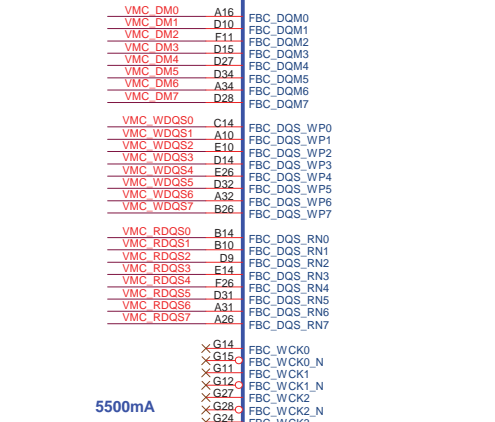 VMC_DM0 A16 FBC_DQM0
VMC_DM1 D10 FBC_DQM1
VMC_DM2 F11 FBC_DQM2
VMC_DM3 D15 FBC_DQM3
VMC_DM4 D27 FBC_DQM4
VMC_DM5 D34 FBC_DQM5
VMC_DM6 A34 FBC_DQM6
VMC_DM7 D28 FBC_DQM7
VMC_WDQS0 C14 FBC_DQS_WP0
VMC_WDQS1 A10 FBC_DQS_WP1
VMC_WDQS2 E10 FBC_DQS_WP2
VMC_WDQS3 D14 FBC_DQS_WP3
VMC_WDQS4 E26 FBC_DQS_WP4
VMC_WDQS5 D32 FBC_DQS_WP5
VMC_WDQS6 A32 FBC_DQS_WP6
VMC_WDQS7 B26 FBC_DQS_WP7
VMC_RDQS0 B14 FBC_DQS_RN0
VMC_RDQS1 B10 FBC_DQS_RN1
VMC_RDQS2 D9 FBC_DQS_RN2
VMC_RDQS3 E14 FBC_DQS_RN3
VMC_RDQS4 F26 FBC_DQS_RN4
VMC_RDQS5 D31 FBC_DQS_RN5
VMC_RDQS6 A31 FBC_DQS_RN6
VMC_RDQS7 A26 FBC_DQS_RN7
G14 FBC_WCK0
G15 FBC_WCK0_N
G11 FBC_WCK1
G12 FBC_WCK1_N
G27 FBC_WCK2
5500mA G28 FBC_WCK2_N
G24